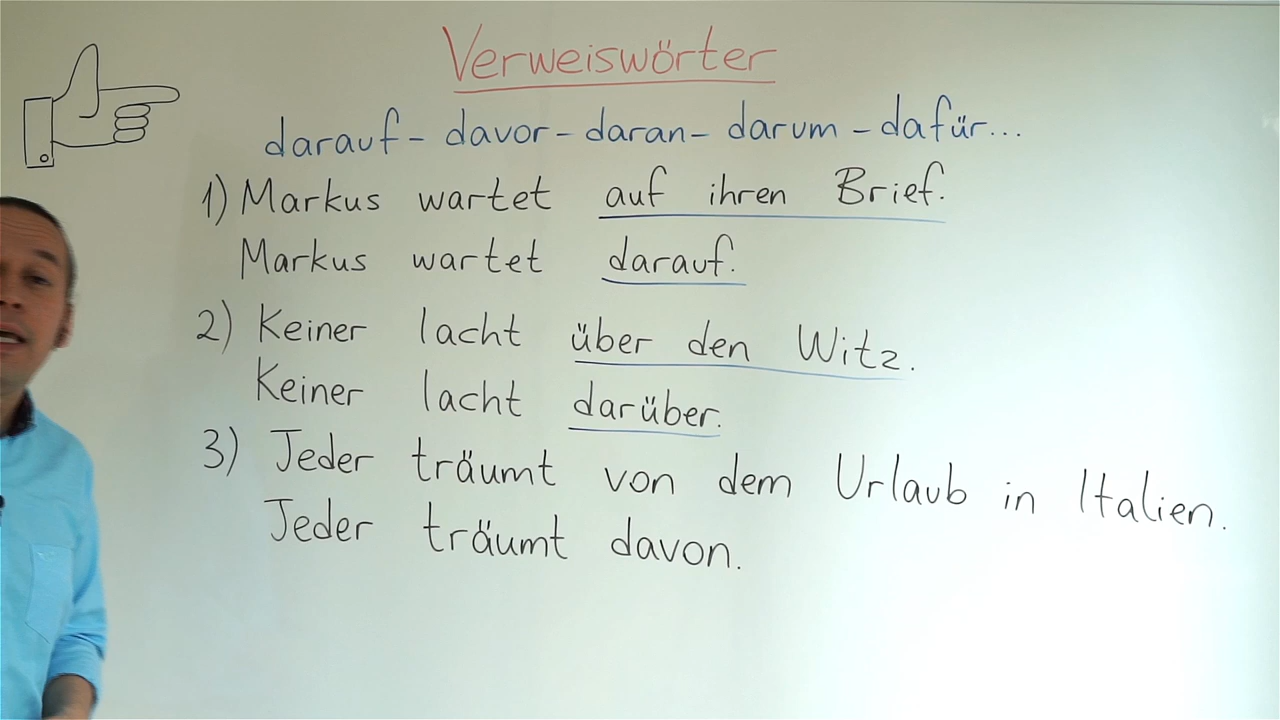 Verweiswörter
darauf - davor - daran - darum - dafür...
1) Markus wartet auf ihren Brief.
Markus wartet darauf.
2) Keiner lacht über den Witz.
Keiner lacht darüber.
3) Jeder träumt von dem Urlaub in Italien.
Jeder träumt davon.